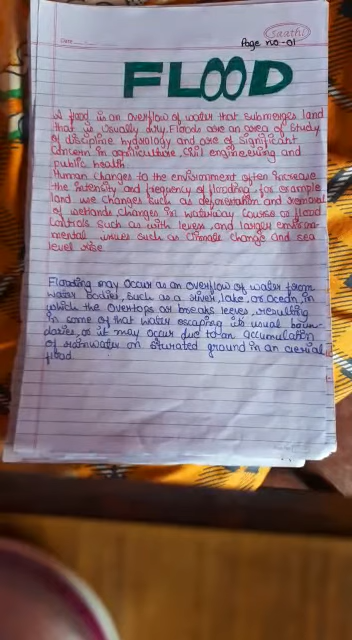 Saathi
Date
Page no-01
FLOOD
A flood is an overflow of water that submerges land
that is usually dry. Floods are an area of study
of discipline hydrology and are of significant
concern in agriculture, civil engineering and
public health.
Human changes to the environment often increase
the intensity and frequency of flooding, for example
land use changes such as deforestation and removal
of wetlands changes in waterway course or flood
controls such as with levees, and larger environ-
mental issues such as climate change and sea
level rise
Flooding may occur as an overflow of water from
water bodies, such as a river, lake, or ocean, in
which the overtops or breaks levees, resulting
in some of that water escaping its usual boun-
daries, or it may occur due to an accumulation
of rainwater on saturated ground in an aerial
flood